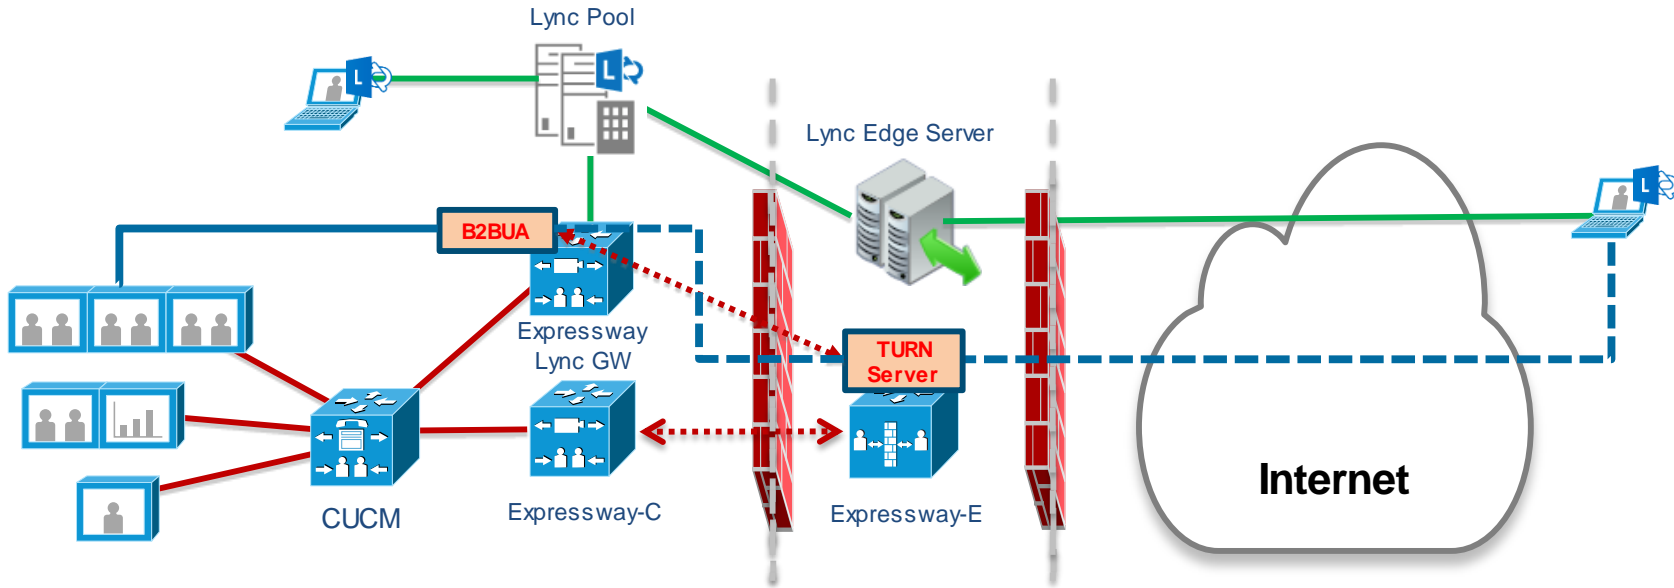 Lync Pool
L
L
Lync Edge Server
L
B2BUA
Expressway
Lync GW
TURN
Server
Internet
CUCM
Expressway-C
Expressway-E